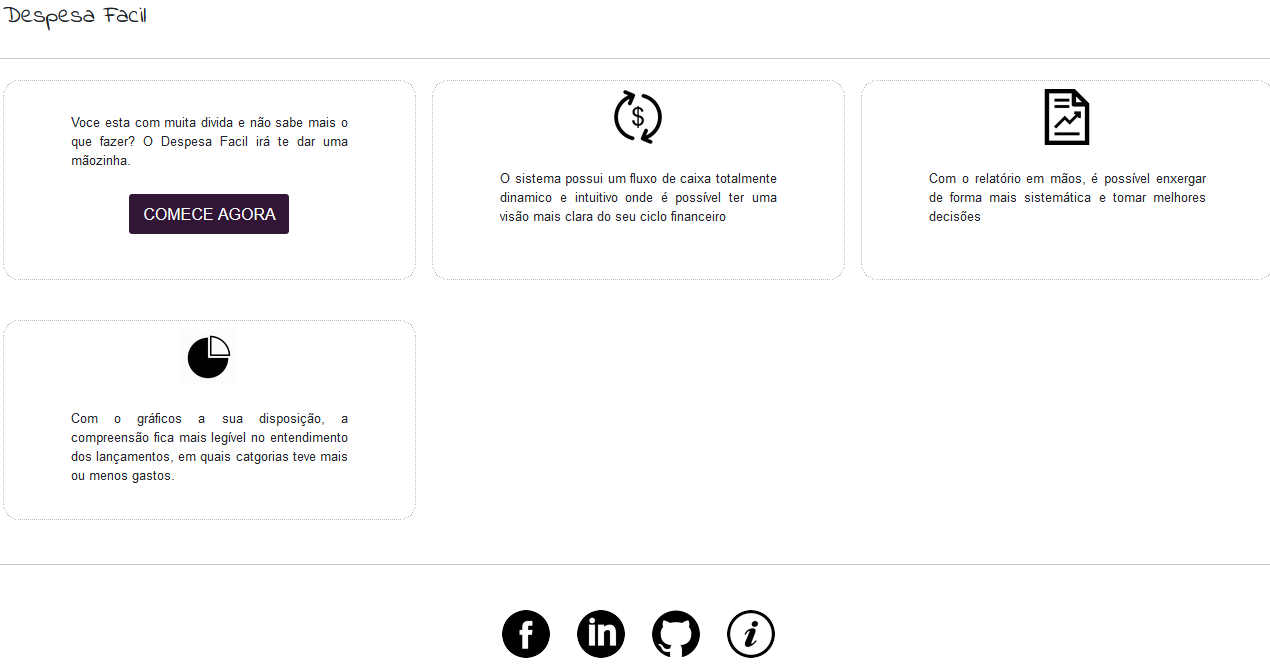 Despesa Facil
Voce esta com muita divida e não sabe mais o
que fazer? O Despesa Facil irá te dar uma
mãozinha.
COMECE AGORA
$
O sistema possui um fluxo de caixa totalmente
dinamico e intuitivo onde é possível ter uma
visão mais clara do seu ciclo financeiro
Com o relatório em mãos, é possível enxergar
de forma mais sistemática e tomar melhores
decisões
Com o gráficos a sua disposição, a
compreensão fica mais legível no entendimento
dos lançamentos, em quais catgorias teve mais
ou menos gastos.
f
in
i